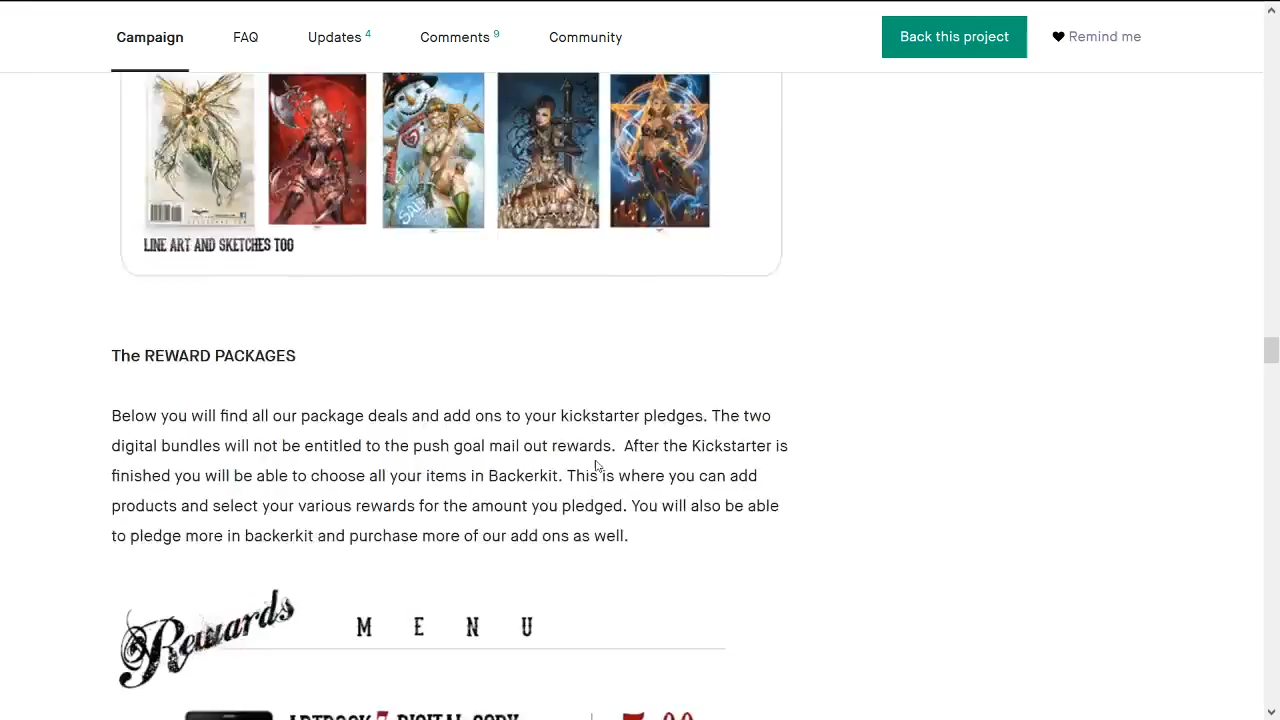 Campaign FAQ Updates 4 Comments 9 Community Back this project Remind me
LINE ART AND SKETCHES TOO
The REWARD PACKAGES
Below you will find all our package deals and add ons to your kickstarter pledges. The two
digital bundles will not be entitled to the push goal mail out rewards.  After the Kickstarter is
finished you will be able to choose all your items in Backerkit. This is where you can add
products and select your various rewards for the amount you pledged. You will also be able
to pledge more in backerkit and purchase more of our add ons as well.
Rewards MENU
ARTBOOK 7 DIGITAL COPY